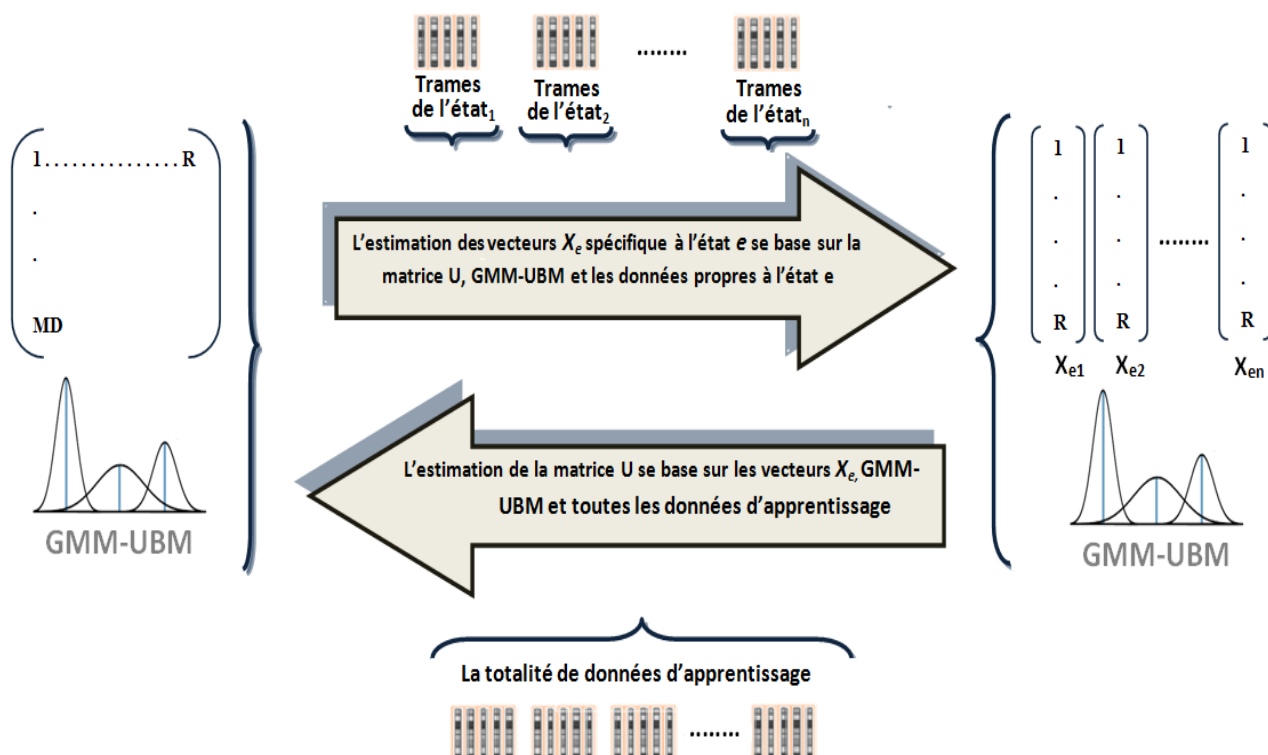 Trames de l'état1
Trames de l'état2
........
Trames de l'étatn
1..............R
.
.
MD
GMM-UBM
L'estimation des vecteurs Xe spécifique à l'état e se base sur la
matrice U, GMM-UBM et les données propres à l'état e
1 1 1
. . .
. . ......... .
. . .
R R R
Xe1 Xe2 Xen
GMM-UBM
L'estimation de la matrice U se base sur les vecteurs Xe, GMM-
UBM et toutes les données d'apprentissage
La totalité de données d'apprentissage
........